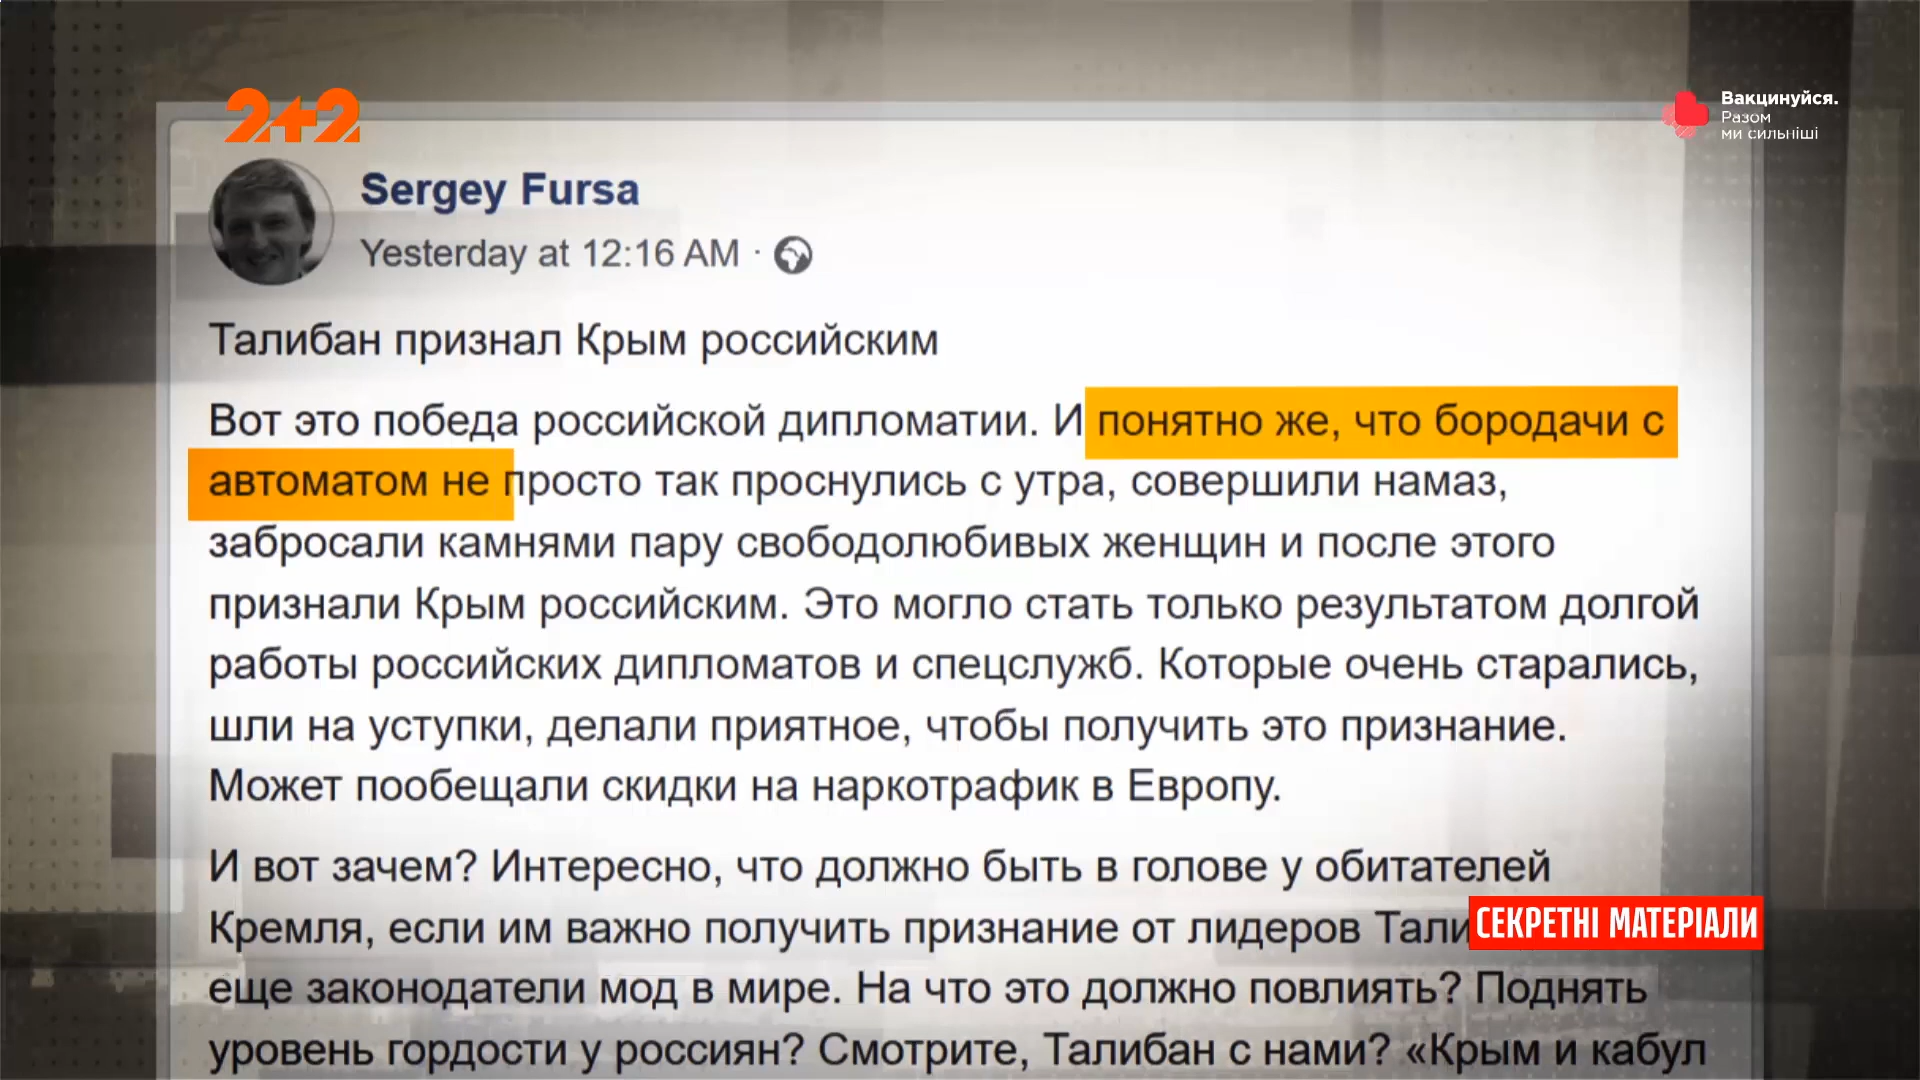 2+2
Вакцинуйся.
Разом
ми сильніші
Sergey Fursa
Yesterday at 12:16 AM ·
Талибан признал Крым российским
Вот это победа российской дипломатии. И понятно же, что бородачи с
автоматом не просто так проснулись с утра, совершили намаз,
забросали камнями пару свободолюбивых женщин и после этого
признали Крым российским. Это могло стать только результатом долгой
работы российских дипломатов и спецслужб. Которые очень старались,
шли на уступки, делали приятное, чтобы получить это признание.
Может пообещали скидки на наркотрафик в Европу.
И вот зачем? Интересно, что должно быть в голове у обитателей
Кремля, если им важно получить признание от лидеров Тали
СЕКРЕТНІ МАТЕРІАЛИ
еще законодатели мод в мире. На что это должно повлиять? Поднять
уровень гордости у россиян? Смотрите, Талибан с нами? «Крым и кабул